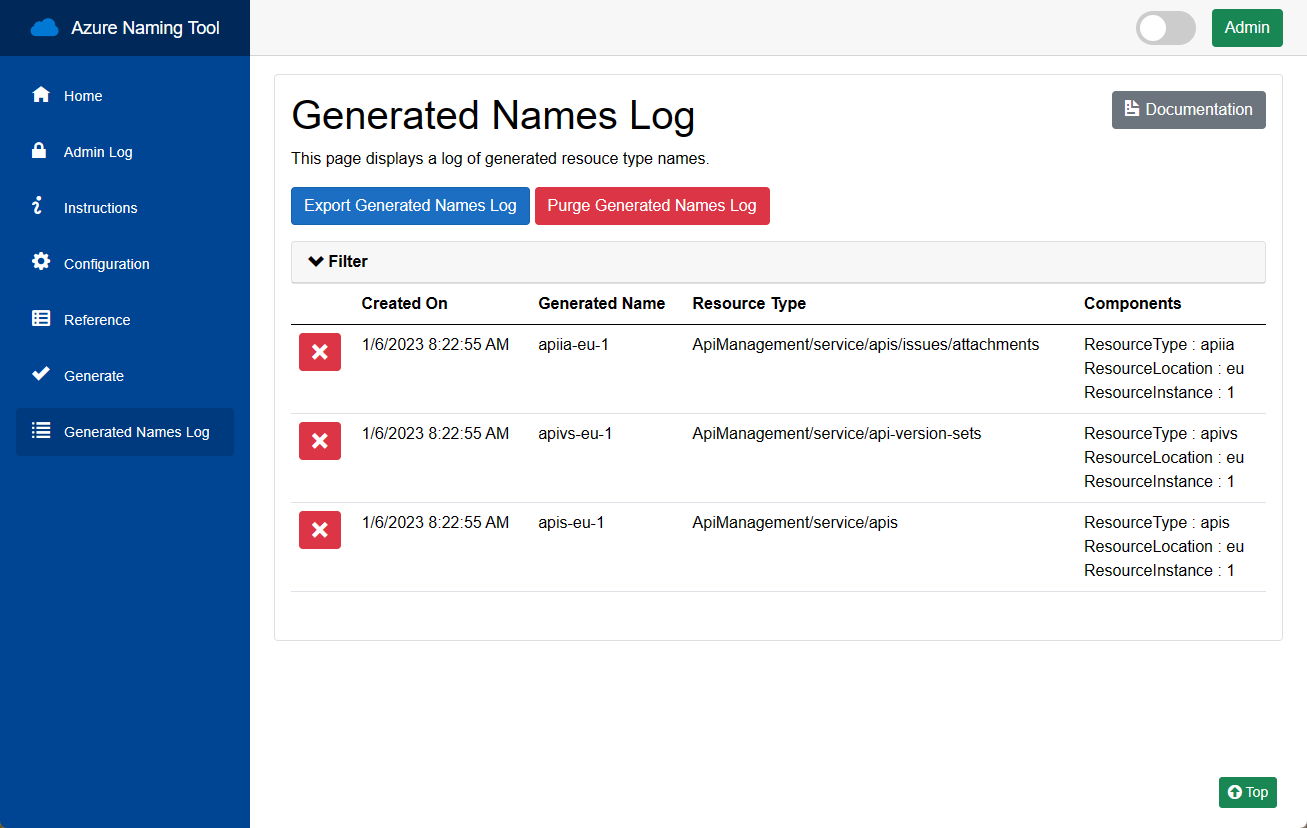 Azure Naming Tool
Admin
Home
Admin Log
Instructions
Configuration
Reference
Generate
Generated Names Log
Generated Names Log
Documentation
This page displays a log of generated resouce type names.
Export Generated Names Log
Purge Generated Names Log
Filter
Created On Generated Name Resource Type Components
1/6/2023 8:22:55 AM apiia-eu-1 ApiManagement/service/apis/issues/attachments ResourceType : apiia
ResourceLocation : eu
ResourceInstance : 1
1/6/2023 8:22:55 AM apivs-eu-1 ApiManagement/service/api-version-sets ResourceType : apivs
ResourceLocation : eu
ResourceInstance : 1
1/6/2023 8:22:55 AM apis-eu-1 ApiManagement/service/apis ResourceType : apis
ResourceLocation : eu
ResourceInstance : 1
Top